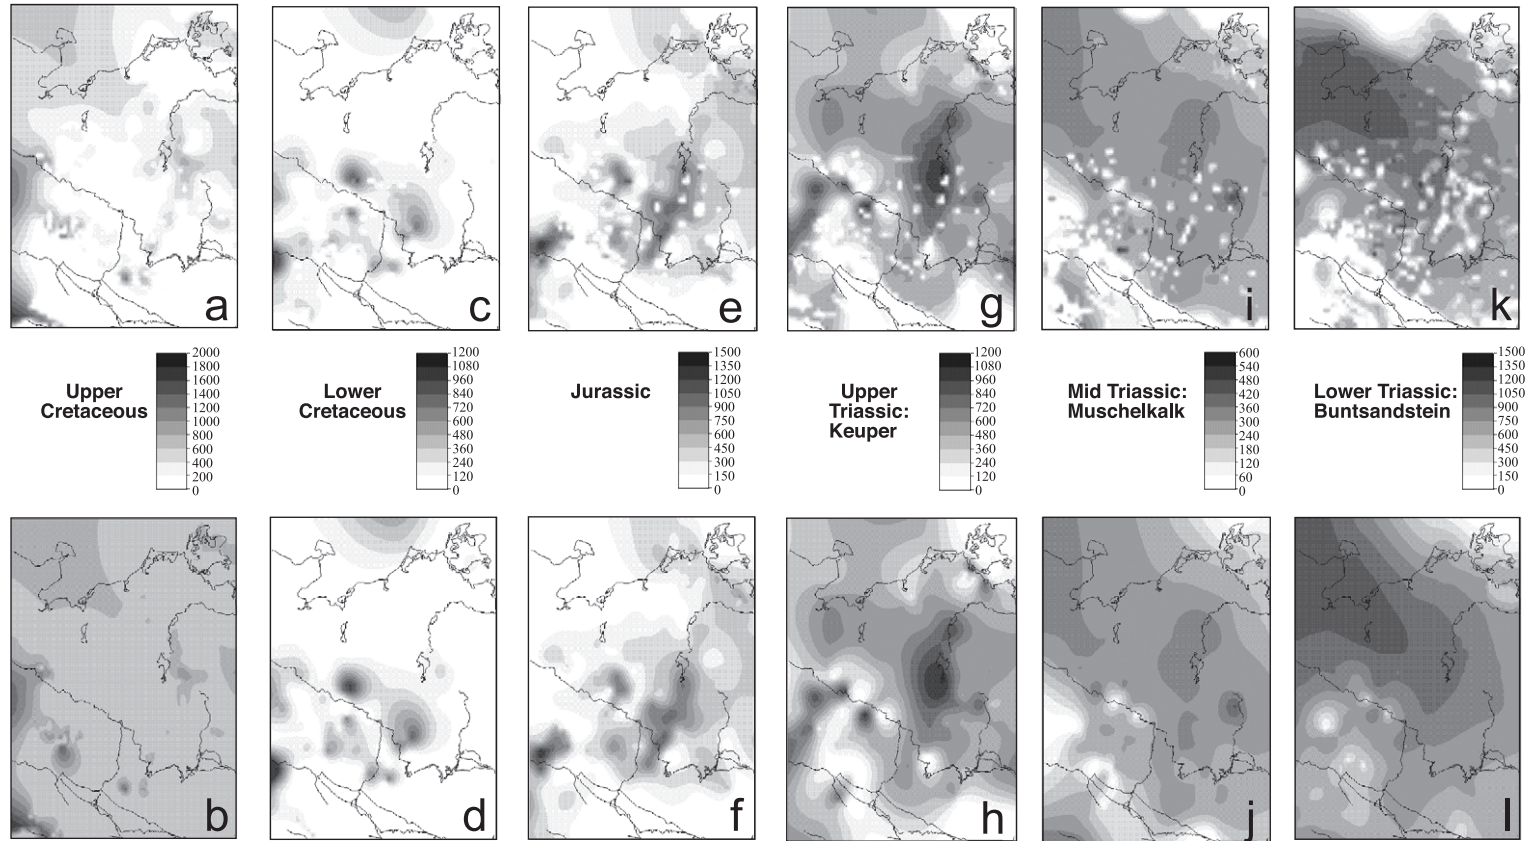 a
c
e
g
i
k
Upper
Cretaceous
2000
1800
1600
1400
1200
1000
800
600
400
200
0
Lower
Cretaceous
1200
1080
960
840
720
600
480
360
240
120
0
Jurassic
1500
1350
1200
1050
900
750
600
450
300
150
0
Upper
Triassic:
Keuper
1200
1080
960
840
720
600
480
360
240
120
0
Mid Triassic:
Muschelkalk
600
540
480
420
360
300
240
180
120
60
0
Lower Triassic:
Buntsandstein
1500
1350
1200
1050
900
750
600
450
300
150
0
b
d
f
h
j
l